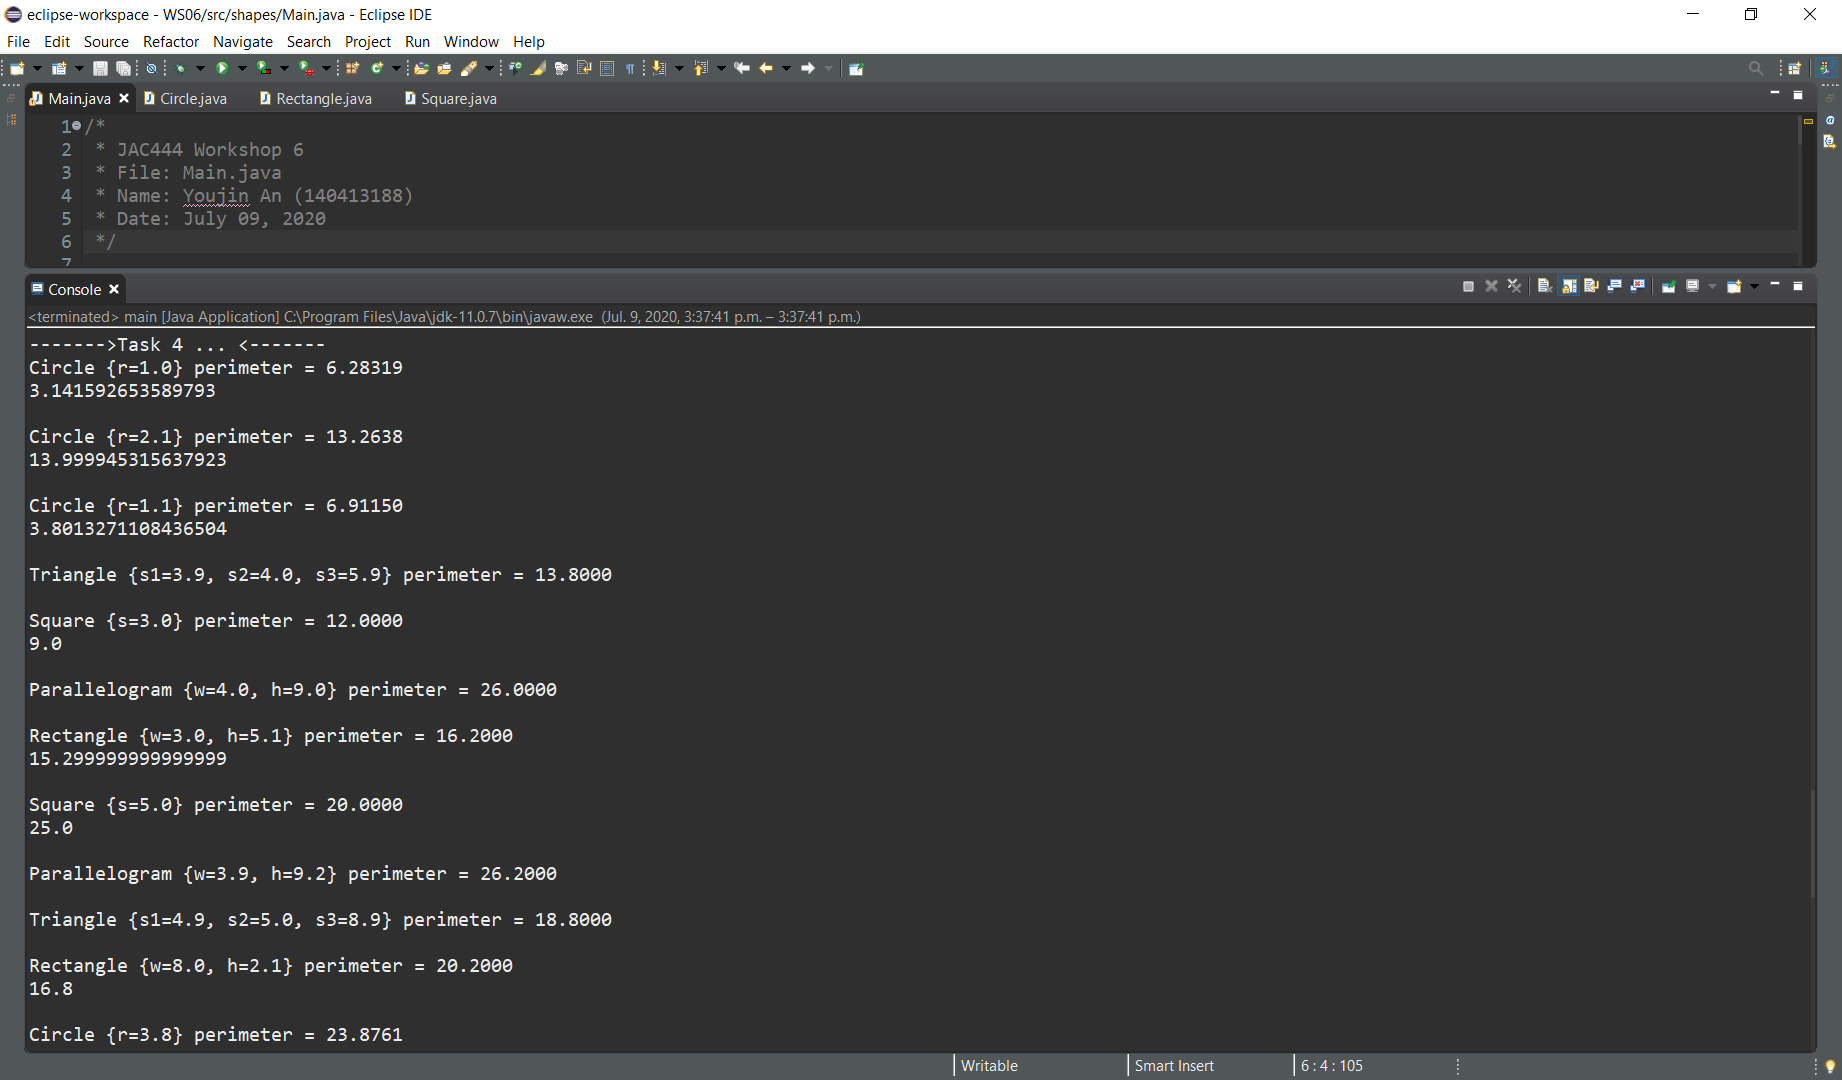 eclipse-workspace - WS06/src/shapes/Main.java - Eclipse IDE
File Edit Source Refactor Navigate Search Project Run Window Help
Main.java Circle.java Rectangle.java Square.java
1 /*
2 * JAC444 Workshop 6
3 * File: Main.java
4 * Name: Youjin An (140413188)
5 * Date: July 09, 2020
6 */
7
Console
<terminated> main [Java Application] C:\Program Files\Java\jdk-11.0.7\bin\javaw.exe (Jul. 9, 2020, 3:37:41 p.m. – 3:37:41 p.m.)
------->Task 4 ... <-------
Circle {r=1.0} perimeter = 6.28319
3.141592653589793
Circle {r=2.1} perimeter = 13.2638
13.999945315637923
Circle {r=1.1} perimeter = 6.91150
3.8013271108436504
Triangle {s1=3.9, s2=4.0, s3=5.9} perimeter = 13.8000
Square {s=3.0} perimeter = 12.0000
9.0
Parallelogram {w=4.0, h=9.0} perimeter = 26.0000
Rectangle {w=3.0, h=5.1} perimeter = 16.2000
15.299999999999999
Square {s=5.0} perimeter = 20.0000
25.0
Parallelogram {w=3.9, h=9.2} perimeter = 26.2000
Triangle {s1=4.9, s2=5.0, s3=8.9} perimeter = 18.8000
Rectangle {w=8.0, h=2.1} perimeter = 20.2000
16.8
Circle {r=3.8} perimeter = 23.8761
Writable Smart Insert 6 : 4 : 105